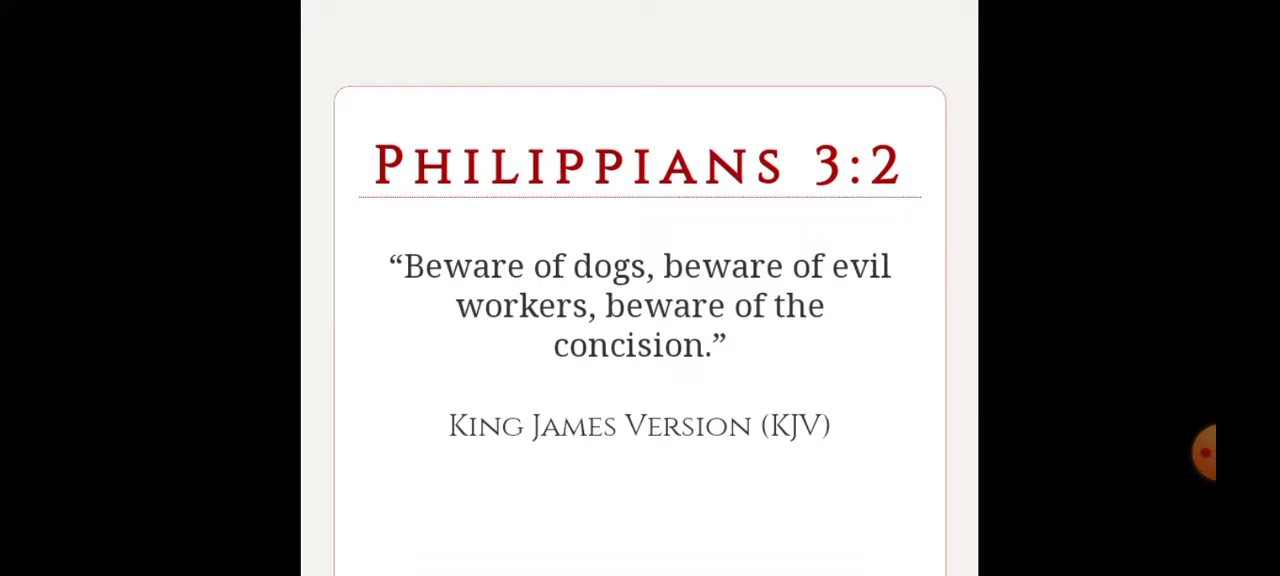 Philippians 3:2
“Beware of dogs, beware of evil
workers, beware of the
concision.”
King James Version (KJV)